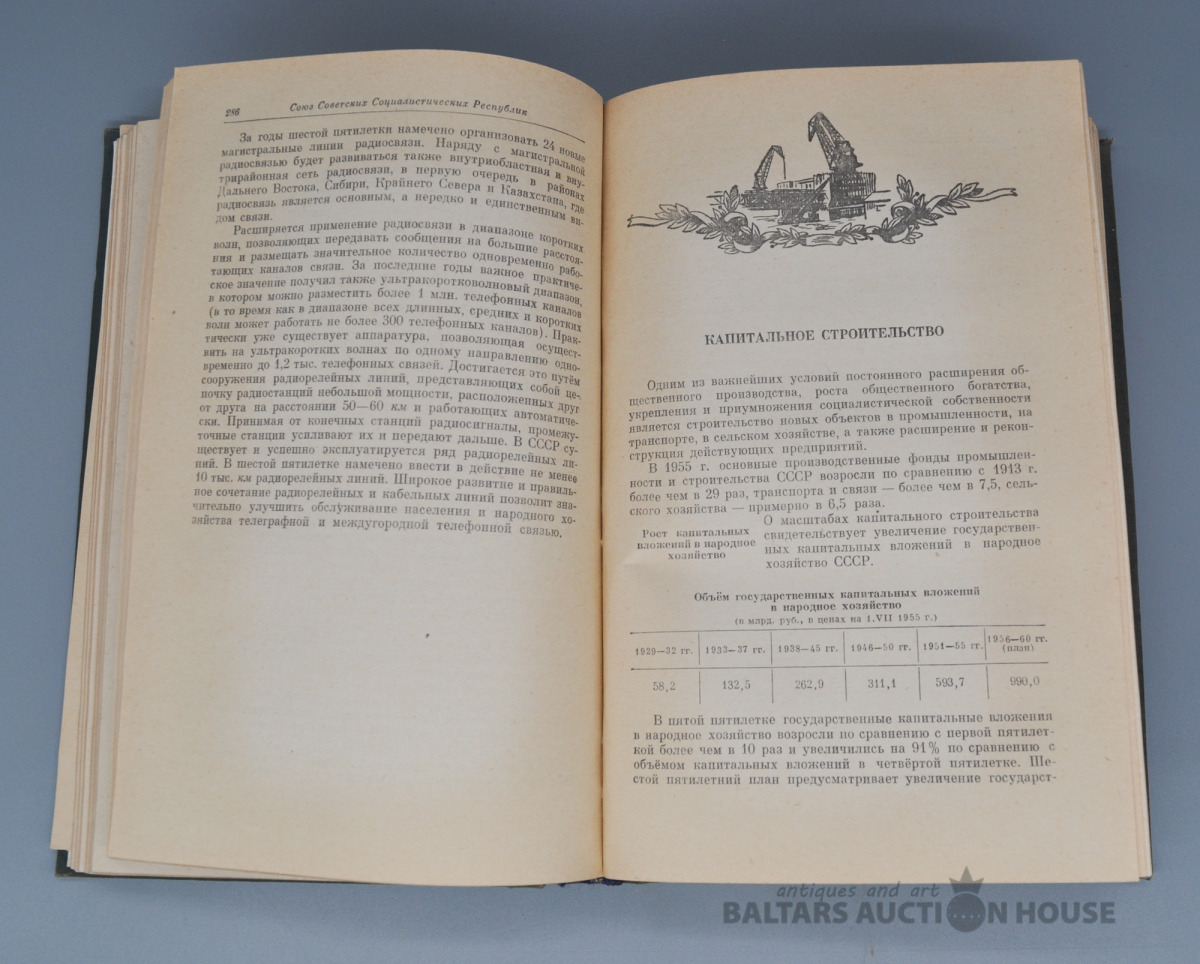 286
Союз Советских Социалистических Республик
За годы шестой пятилетки намечено организовать 24 новые
магистральные линии радиосвязи. Наряду с магистральной
радиосвязью будет развиваться также внутриобластная и вну-
трирайонная сеть радиосвязи, в первую очередь в районах
Дальнего Востока, Сибири, Крайнего Севера и Казахстана, где
радиосвязь является основным, а нередко и единственным ви-
дом связи.
Расширяется применение радиосвязи в диапазоне коротких
волн, позволяющих передавать сообщения на большие расстоя-
ния и размещать значительное количество одновременно рабо-
тающих каналов связи. За последние годы важное практиче-
ское значение получил также ультракоротковолновый диапазон,
в котором можно разместить более 1 млн. телефонных каналов
(в то время как в диапазоне всех длинных, средних и коротких
волн может работать не более 300 телефонных каналов). Прак-
тически уже существует аппаратура, позволяющая осущест-
вить на ультракоротких волнах по одному направлению одно-
временно до 1,2 тыс. телефонных связей. Достигается это путём
сооружения радиорелейных линий, представляющих собой це-
почку радиостанций небольшой мощности, расположенных друг
от друга на расстоянии 50—60 км и работающих автоматиче-
ски. Принимая от конечных станций радиосигналы, промежу-
точные станции усиливают их и передают дальше. В СССР су-
ществует и успешно эксплуатируется ряд радиорелейных ли-
ний. В шестой пятилетке намечено ввести в действие не менее
10 тыс. км радиорелейных линий. Широкое развитие и правиль-
ное сочетание радиорелейных и кабельных линий позволит зна-
чительно улучшить обслуживание населения и народного хо-
зяйства телеграфной и междугородной телефонной связью.
КАПИТАЛЬНОЕ СТРОИТЕЛЬСТВО
Одним из важнейших условий постоянного расширения об-
щественного производства, роста общественного богатства,
укрепления и приумножения социалистической собственности
является строительство новых объектов в промышленности, на
транспорте, в сельском хозяйстве, а также расширение и рекон-
струкция действующих предприятий.
В 1955 г. основные производственные фонды промышлен-
ности и строительства СССР возросли по сравнению с 1913 г.
более чем в 29 раз, транспорта и связи — более чем в 7,5, сель-
ского хозяйства — примерно в 6,5 раза.
Рост капитальных
вложений в народное
хозяйство
О масштабах капитального строительства
свидетельствует увеличение государствен-
ных капитальных вложений в народное
хозяйство СССР.
Объём государственных капитальных вложений
в народное хозяйство
(в млрд. руб., в ценах на 1.VII 1955 г.)
1929—32 гг. 1933—37 гг. 1938—45 гг. 1946—50 гг. 1951—55 гг. 1956—60 гг.
(план)
58,2 132,5 262,9 311,1 593,7 990,0
В пятой пятилетке государственные капитальные вложения
в народное хозяйство возросли по сравнению с первой пятилет-
кой более чем в 10 раз и увеличились на 91% по сравнению с
объёмом капитальных вложений в четвёртой пятилетке. Ше-
стой пятилетний план предусматривает увеличение государст-
antiques and art
BALTARS AUCTION HOUSE